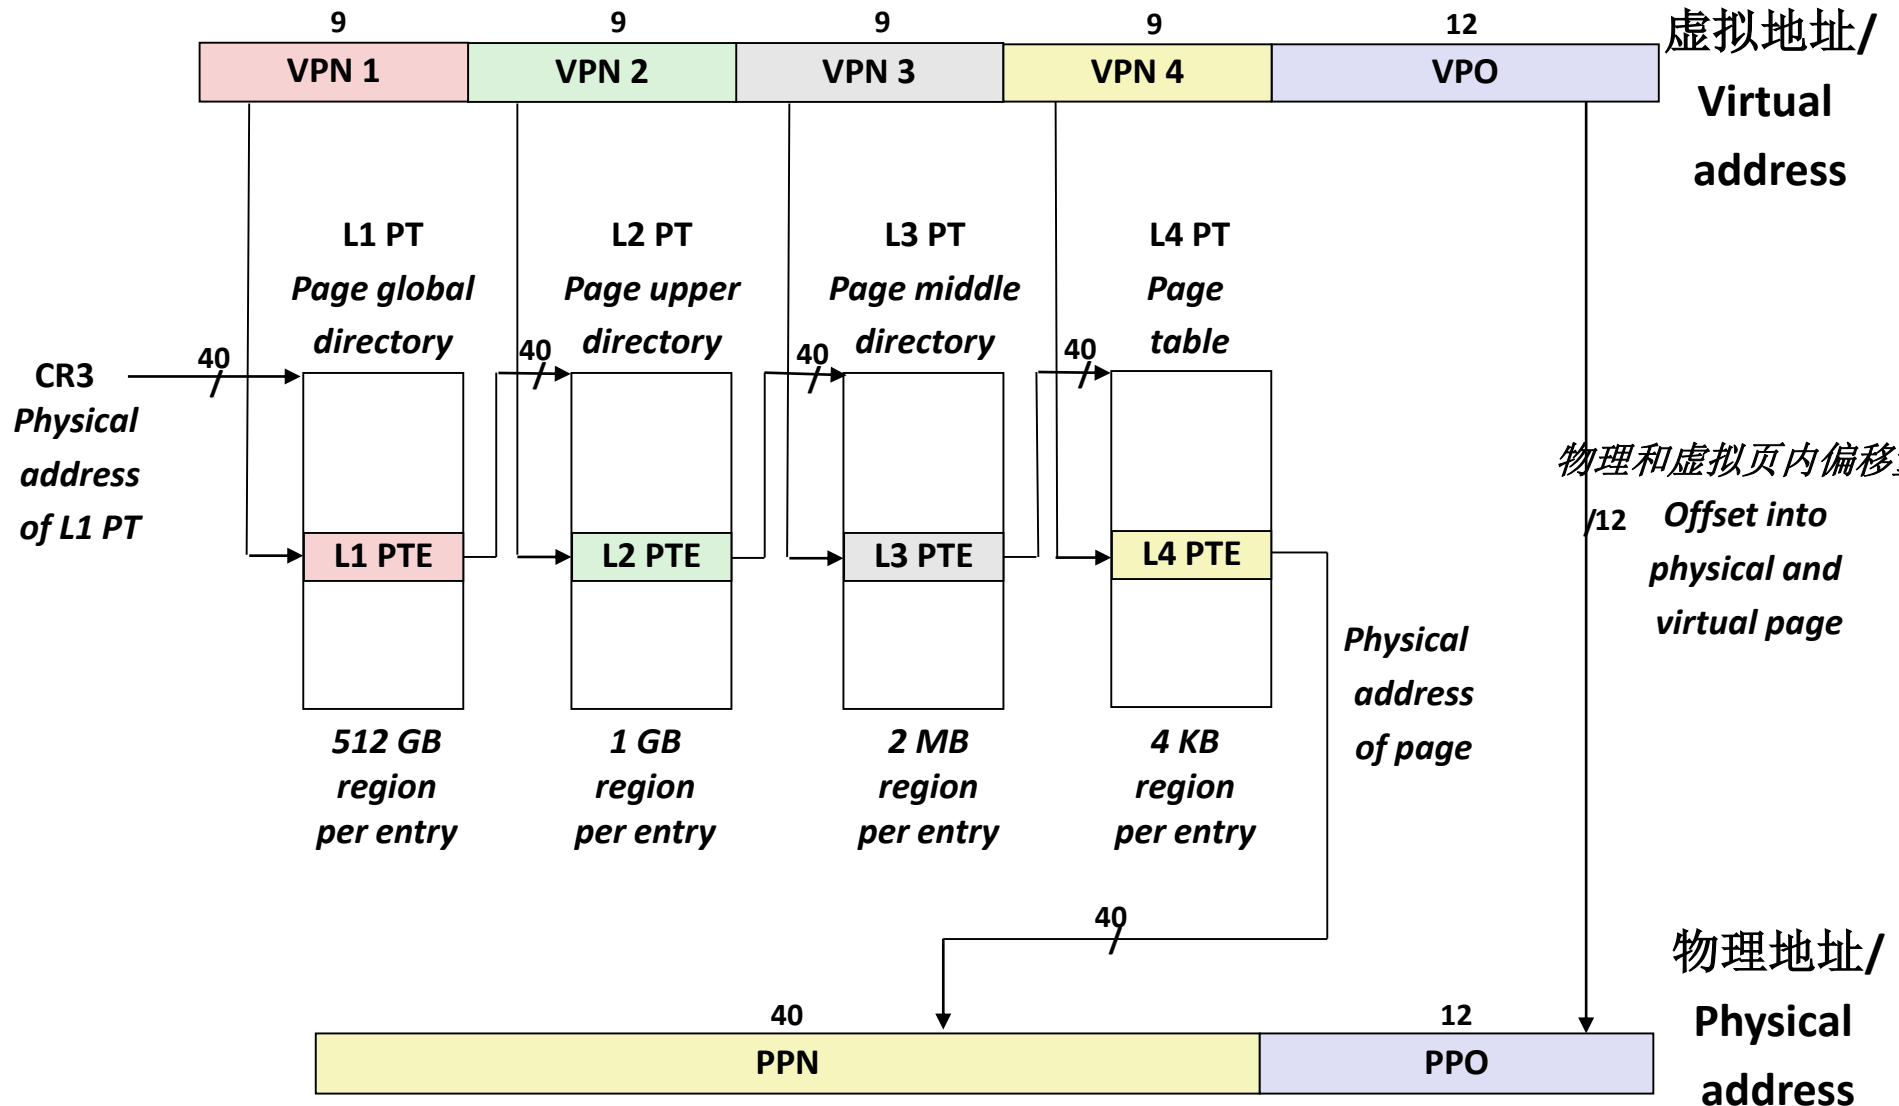 9
9
9
9
12
虚拟地址/
Virtual
address
VPN 1
VPN 2
VPN 3
VPN 4
VPO
L1 PT
Page global
directory
L2 PT
Page upper
directory
L3 PT
Page middle
directory
L4 PT
Page
table
CR3
Physical
address
of L1 PT
40
40
40
40
L1 PTE
L2 PTE
L3 PTE
L4 PTE
物理和虚拟页内偏移
/12
Offset into
physical and
virtual page
Physical
address
of page
512 GB
region
per entry
1 GB
region
per entry
2 MB
region
per entry
4 KB
region
per entry
40
40
12
PPN
PPO
物理地址/
Physical
address